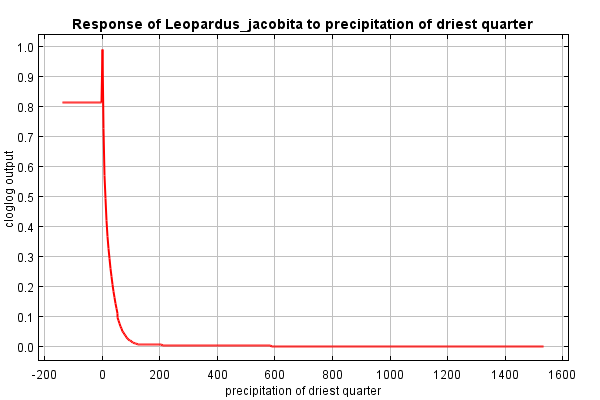 Response of Leopardus_jacobita to precipitation of driest quarter
cloglog output
1.0
0.9
0.8
0.7
0.6
0.5
0.4
0.3
0.2
0.1
0.0
-200 0 200 400 600 800 1000 1200 1400 1600
precipitation of driest quarter